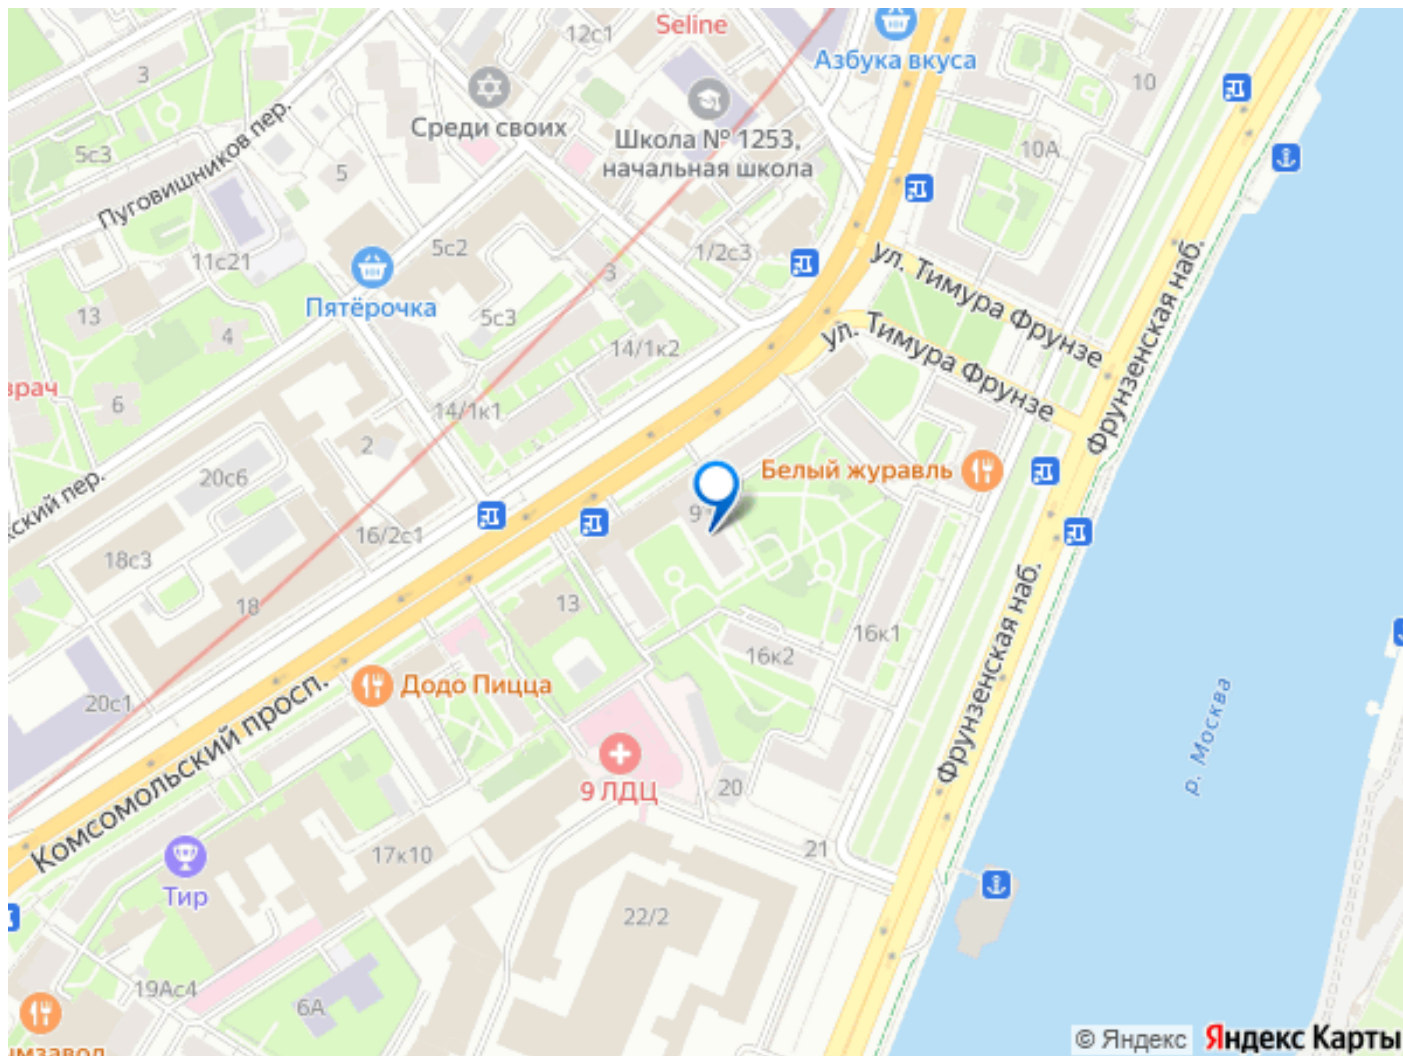 Seline
12с1
Азбука вкуса
3
10
Среди своих
Школа № 1253,
начальная школа
10А
5с3
Пуговишников пер.
5
5с2
11с21
3
1/2с3
ул. Тимура Фрунзе
Фрунзенская наб.
Пятёрочка
13
4
5с3
14/1к2
ул. Тимура Фрунзе
врач
6
14/1к1
2
Белый журавль
20с6
9
16/2с1
18с3
18
13
16к1
16к2
Фрунзенская наб.
Додо Пицца
20с1
Комсомольский просп.
р. Москва
9 ЛДЦ
20
21
17к10
Тир
22/2
19Ас4
6А
© Яндекс Яндекс Карты